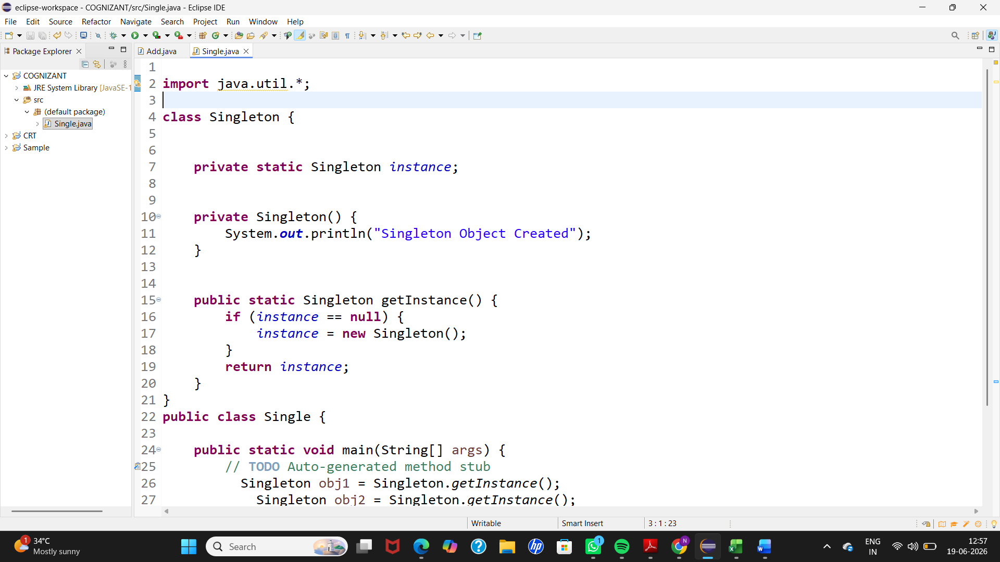 eclipse-workspace - COGNIZANT/src/Single.java - Eclipse IDE
File Edit Source Refactor Navigate Search Project Run Window Help
Package Explorer
Add.java Single.java
COGNIZANT
JRE System Library [JavaSE-1
src
(default package)
Single.java
CRT
Sample
1
2 import java.util.*;
3
4 class Singleton {
5
6
7 private static Singleton instance;
8
9
10 private Singleton() {
11 System.out.println("Singleton Object Created");
12 }
13
14
15 public static Singleton getInstance() {
16 if (instance == null) {
17 instance = new Singleton();
18 }
19 return instance;
20 }
21 }
22 public class Single {
23
24 public static void main(String[] args) {
25 // TODO Auto-generated method stub
26 Singleton obj1 = Singleton.getInstance();
27 Singleton obj2 = Singleton.getInstance();
Writable Smart Insert 3 : 1 : 23
1
34°C
Mostly sunny
Search
hp
1
N
ENG
IN
12:57
19-06-2026